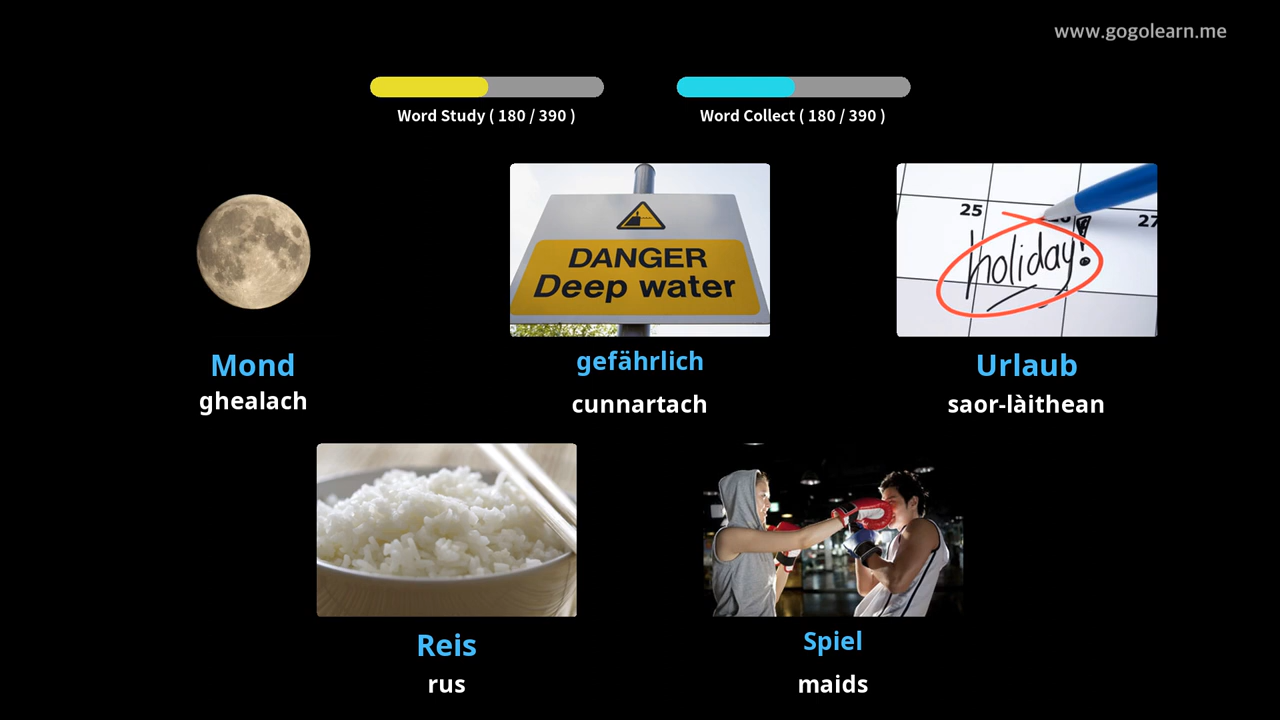 www.gogolearn.me
Word Study ( 180 / 390 )
Word Collect ( 180 / 390 )
DANGER
Deep water
25
27
holiday!
Mond
ghealach
gefährlich
cunnartach
Urlaub
saor-làithean
Reis
rus
Spiel
maids